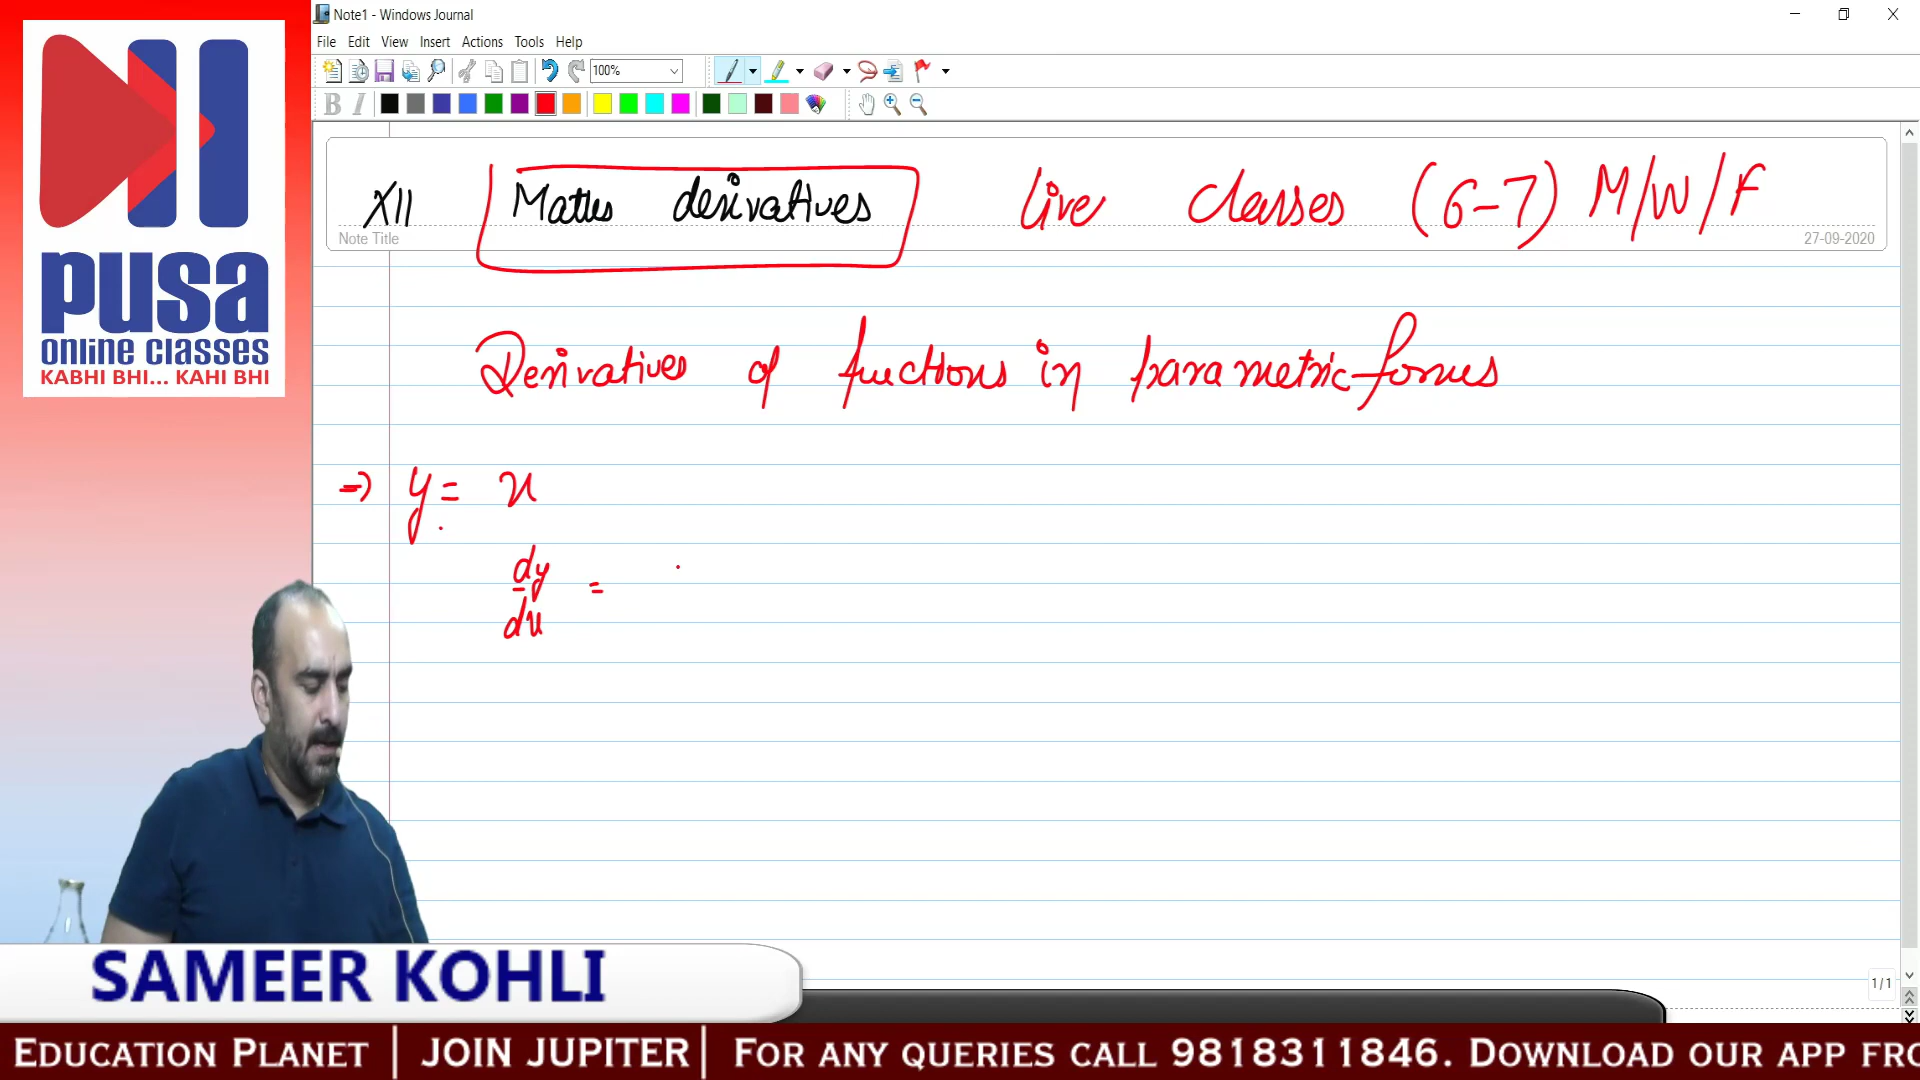 Note1 - Windows Journal
File Edit View Insert Actions Tools Help
100%
B I
XII Maths derivatives Live Classes (6-7) M/W/F
Note Title
27-09-2020
Derivatives of fuctions in parametric forms
⇒ y = x
dy/dx =
PUSA
ONLINE CLASSES
KABHI BHI... KAHI BHI
1/1
SAMEER KOHLI
EDUCATION PLANET | JOIN JUPITER | FOR ANY QUERIES CALL 9818311846. DOWNLOAD OUR APP FRO